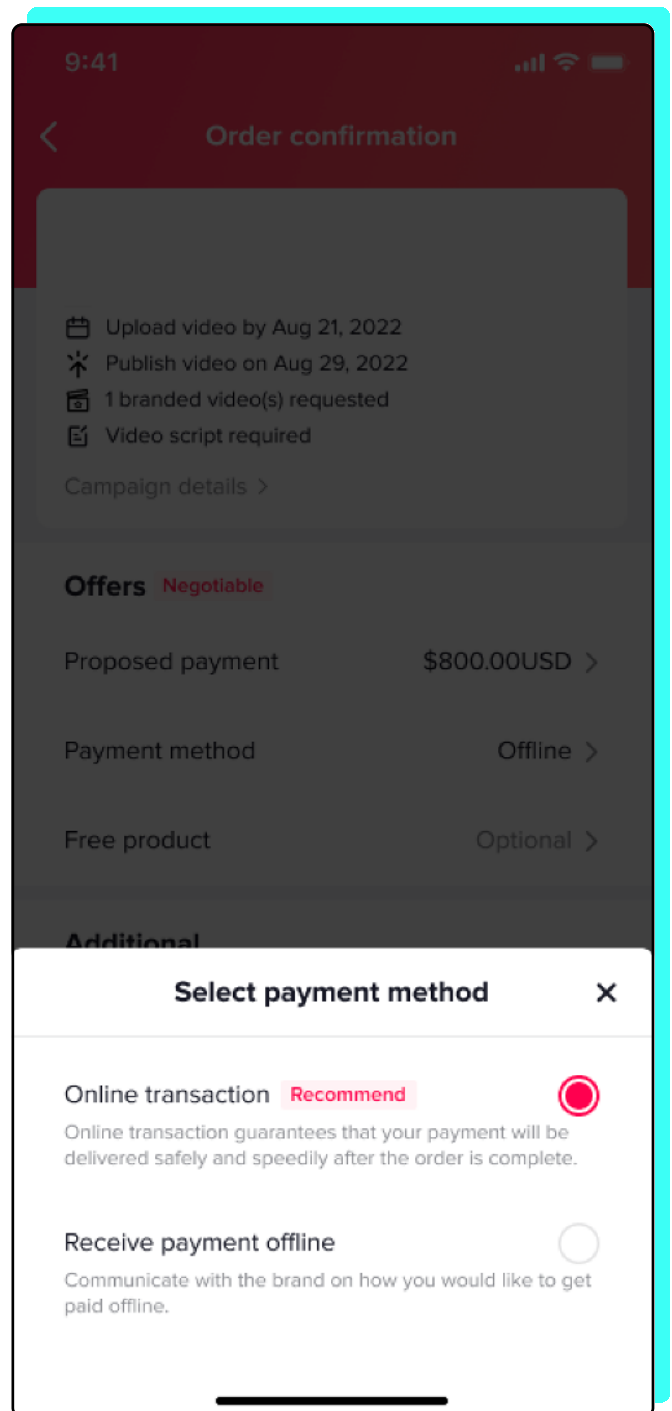 9:41
Order confirmation
Upload video by Aug 21, 2022
Publish video on Aug 29, 2022
1 branded video(s) requested
Video script required
Campaign details >
Offers Negotiable
Proposed payment $800.00USD >
Payment method Offline >
Free product Optional >
Additional
Select payment method ×
Online transaction Recommend
Online transaction guarantees that your payment will be
delivered safely and speedily after the order is complete.
Receive payment offline
Communicate with the brand on how you would like to get
paid offline.